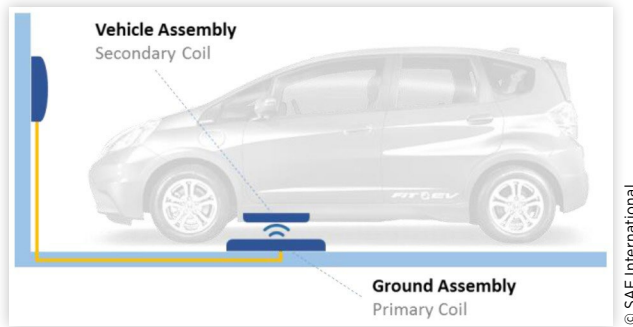 Vehicle Assembly
Secondary Coil
FIT EV
Ground Assembly
Primary Coil
© SAE International